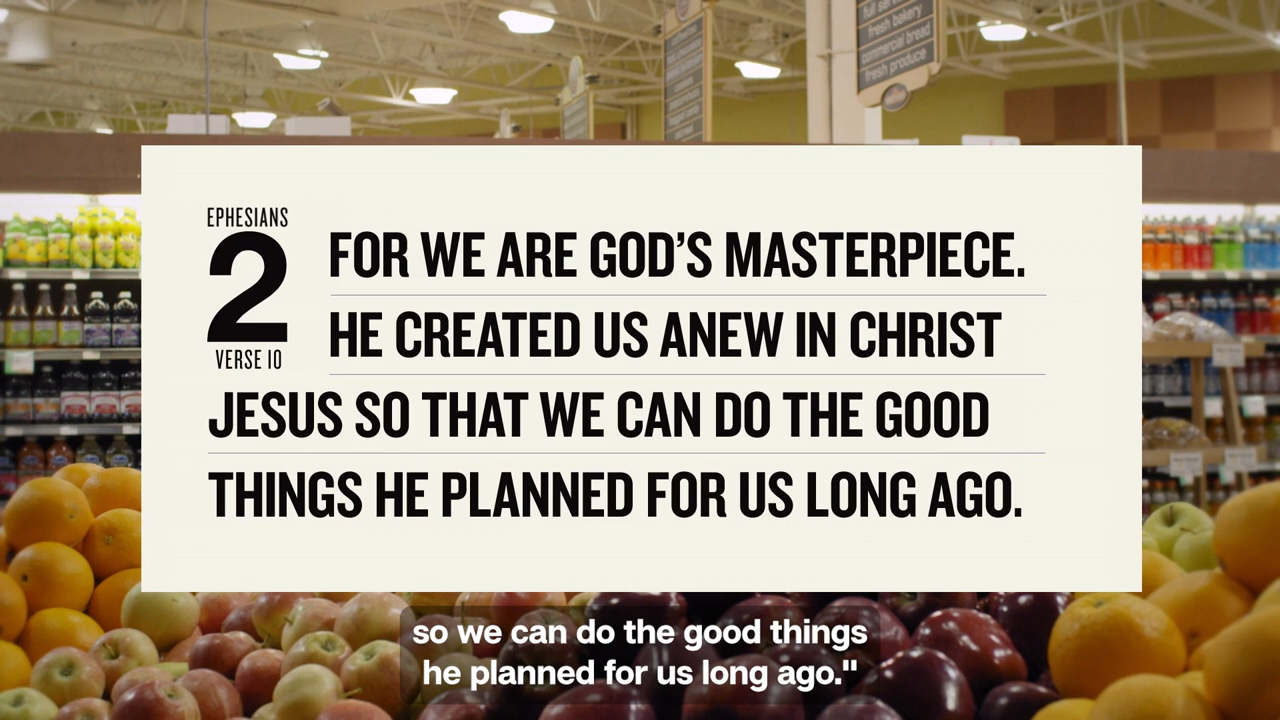 full ser
fresh bakery
commercial bread
fresh produce
EPHESIANS
2
VERSE 10
FOR WE ARE GOD'S MASTERPIECE.
HE CREATED US ANEW IN CHRIST
JESUS SO THAT WE CAN DO THE GOOD
THINGS HE PLANNED FOR US LONG AGO.
so we can do the good things
he planned for us long ago."